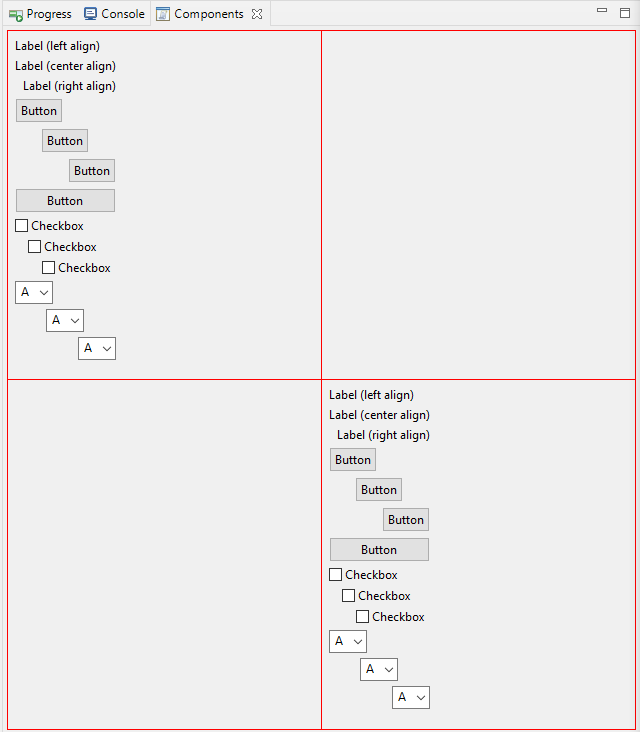 Progress Console Components
Label (left align)
Label (center align)
Label (right align)
Button
Button
Button
Button
Checkbox
Checkbox
Checkbox
A
A
A
Label (left align)
Label (center align)
Label (right align)
Button
Button
Button
Button
Checkbox
Checkbox
Checkbox
A
A
A